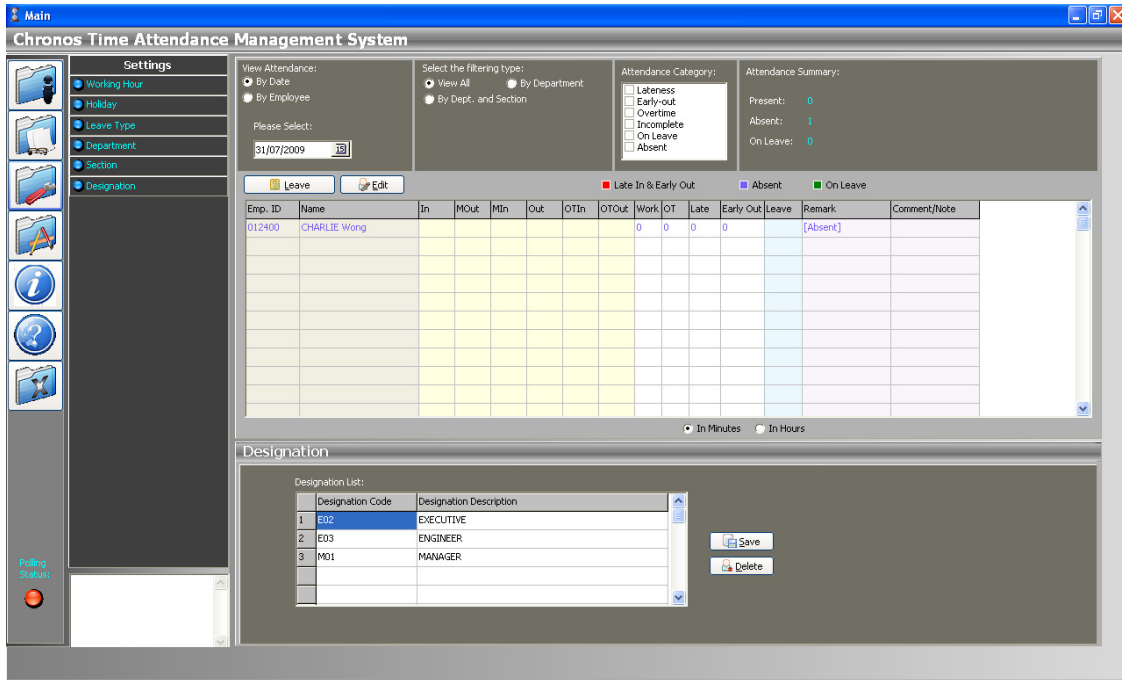 Main
Chronos Time Attendance Management System
Settings
Working Hour
Holiday
Leave Type
Department
Section
Designation
Polling
Status:
View Attendance:
By Date
By Employee
Please Select:
31/07/2009
15
Select the filtering type:
View All
By Department
By Dept. and Section
Attendance Category:
Lateness
Early-out
Overtime
Incomplete
On Leave
Absent
Attendance Summary:
Present: 0
Absent: 1
On Leave: 0
Leave
Edit
Late In & Early Out
Absent
On Leave
Emp. ID Name In MOut MIn Out OTIn OTOut Work OT Late Early Out Leave Remark Comment/Note
012400 CHARLIE Wong 0 0 0 0 [Absent]
In Minutes In Hours
Designation
Designation List:
Designation Code Designation Description
1 E02 EXECUTIVE
2 E03 ENGINEER
3 M01 MANAGER
Save
Delete